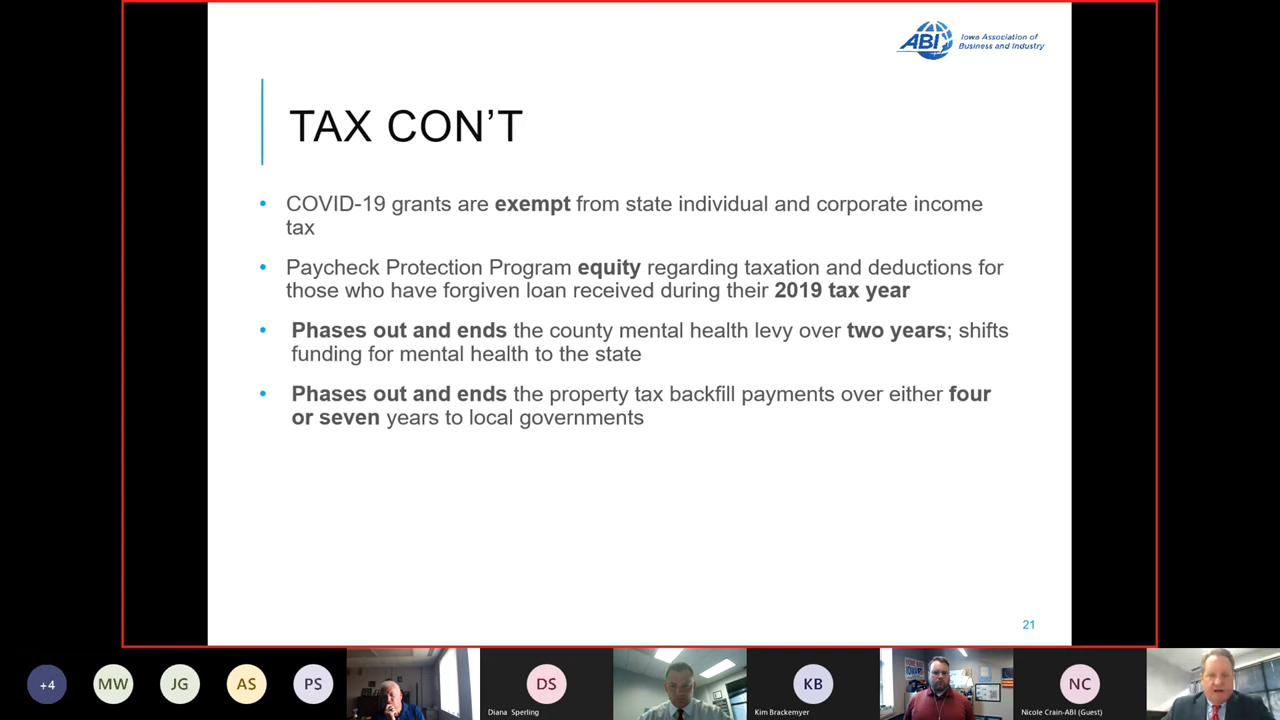 ABI
Iowa Association of
Business and Industry
TAX CON’T
• COVID-19 grants are exempt from state individual and corporate income
tax
• Paycheck Protection Program equity regarding taxation and deductions for
those who have forgiven loan received during their 2019 tax year
• Phases out and ends the county mental health levy over two years; shifts
funding for mental health to the state
• Phases out and ends the property tax backfill payments over either four
or seven years to local governments
21
+4
MW
JG
AS
PS
DS
Diana Sperling
KB
Kim Brackemyer
NC
Nicole Crain-ABI (Guest)